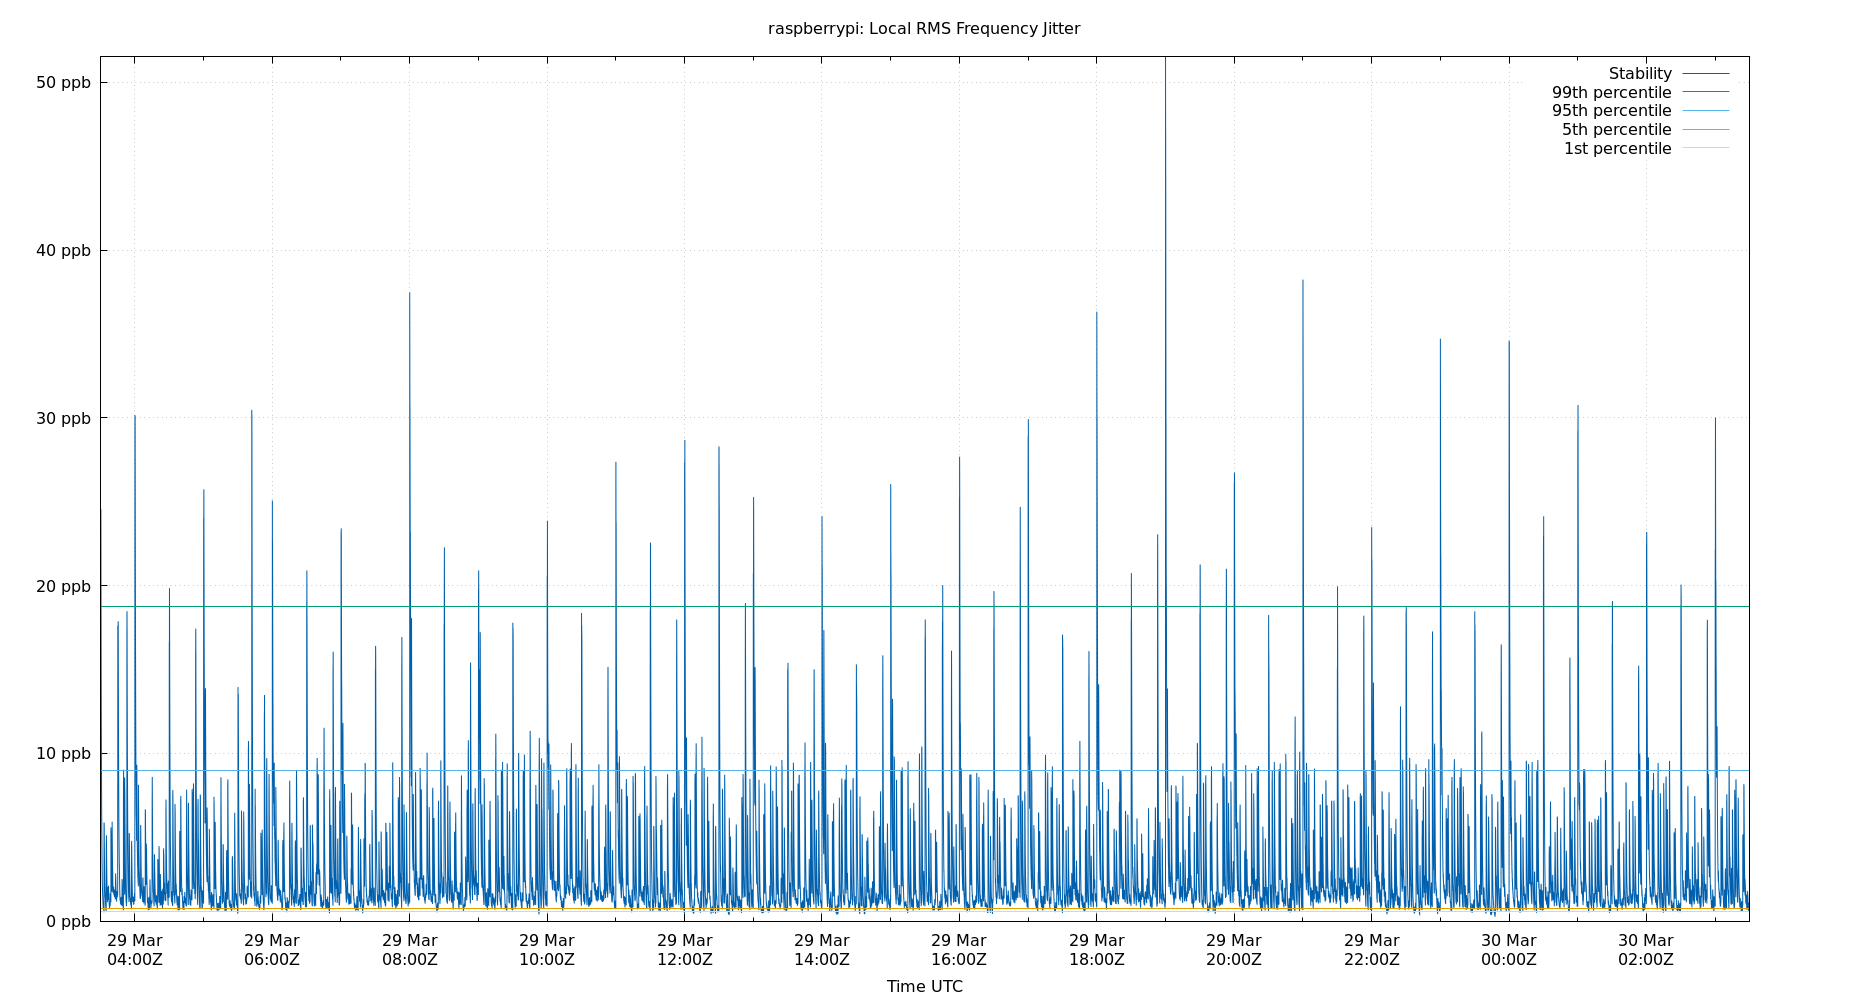 raspberrypi: Local RMS Frequency Jitter
Stability
99th percentile
95th percentile
5th percentile
1st percentile
50 ppb
40 ppb
30 ppb
20 ppb
10 ppb
0 ppb
29 Mar 29 Mar 29 Mar 29 Mar 29 Mar 29 Mar 29 Mar 29 Mar 29 Mar 29 Mar 30 Mar 30 Mar
04:00Z 06:00Z 08:00Z 10:00Z 12:00Z 14:00Z 16:00Z 18:00Z 20:00Z 22:00Z 00:00Z 02:00Z
Time UTC